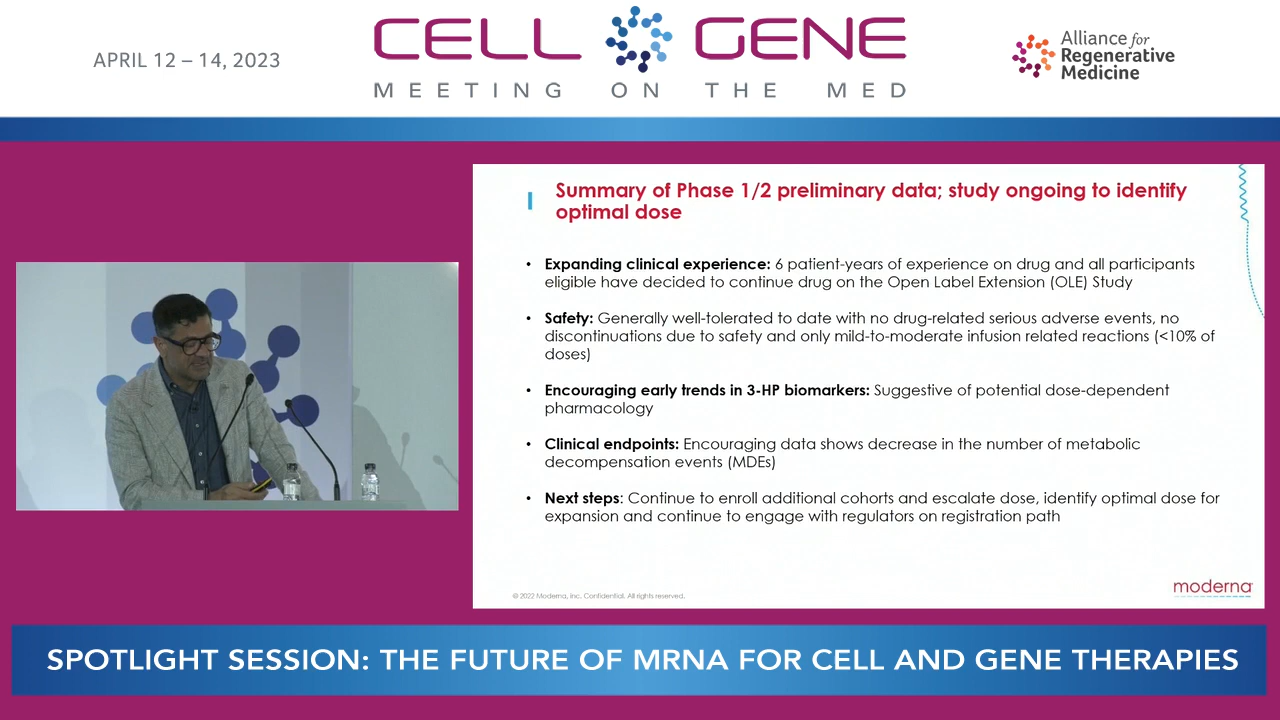 APRIL 12 – 14, 2023
CELL GENE
MEETING ON THE MED
Alliance for
Regenerative
Medicine
Summary of Phase 1/2 preliminary data; study ongoing to identify
optimal dose
• Expanding clinical experience: 6 patient-years of experience on drug and all participants
eligible have decided to continue drug on the Open Label Extension (OLE) Study
• Safety: Generally well-tolerated to date with no drug-related serious adverse events, no
discontinuations due to safety and only mild-to-moderate infusion related reactions (<10% of
doses)
• Encouraging early trends in 3-HP biomarkers: Suggestive of potential dose-dependent
pharmacology
• Clinical endpoints: Encouraging data shows decrease in the number of metabolic
decompensation events (MDEs)
• Next steps: Continue to enroll additional cohorts and escalate dose, identify optimal dose for
expansion and continue to engage with regulators on registration path
© 2022 Moderna, Inc. Confidential. All rights reserved.
moderna
SPOTLIGHT SESSION: THE FUTURE OF MRNA FOR CELL AND GENE THERAPIES